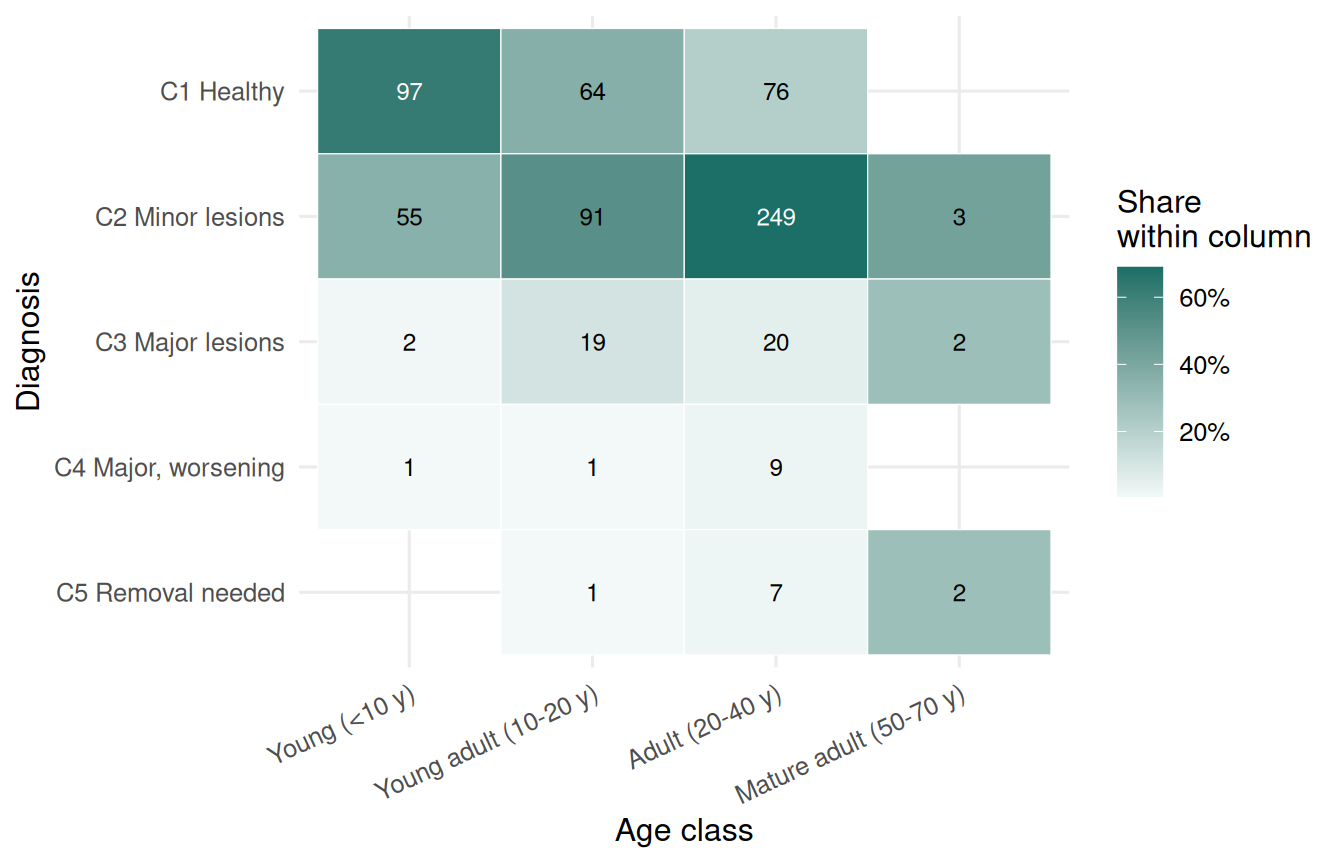 C1 Healthy
97
64
76
C2 Minor lesions
55
91
249
3
C3 Major lesions
2
19
20
2
C4 Major, worsening
1
1
9
C5 Removal needed
1
7
2
Young (<10 y)
Young adult (10-20 y)
Adult (20-40 y)
Mature adult (50-70 y)
Age class
Diagnosis
Share
within column
60%
40%
20%